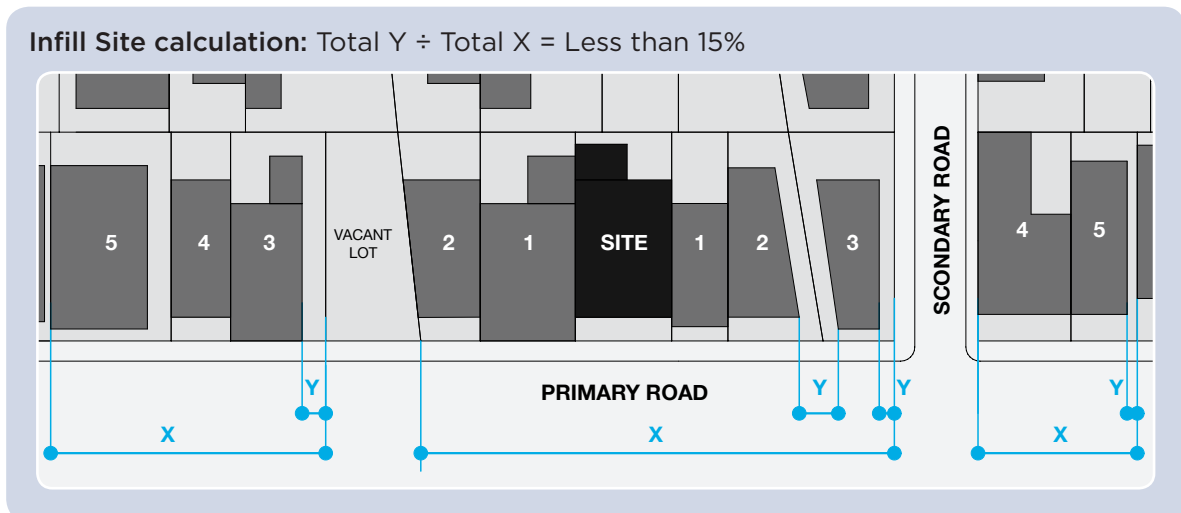 Infill Site calculation: Total Y ÷ Total X = Less than 15%
5
4
3
VACANT
LOT
2
1
SITE
1
2
3
SCONDARY ROAD
4
5
Y
PRIMARY ROAD
Y
Y
Y
X
X
X